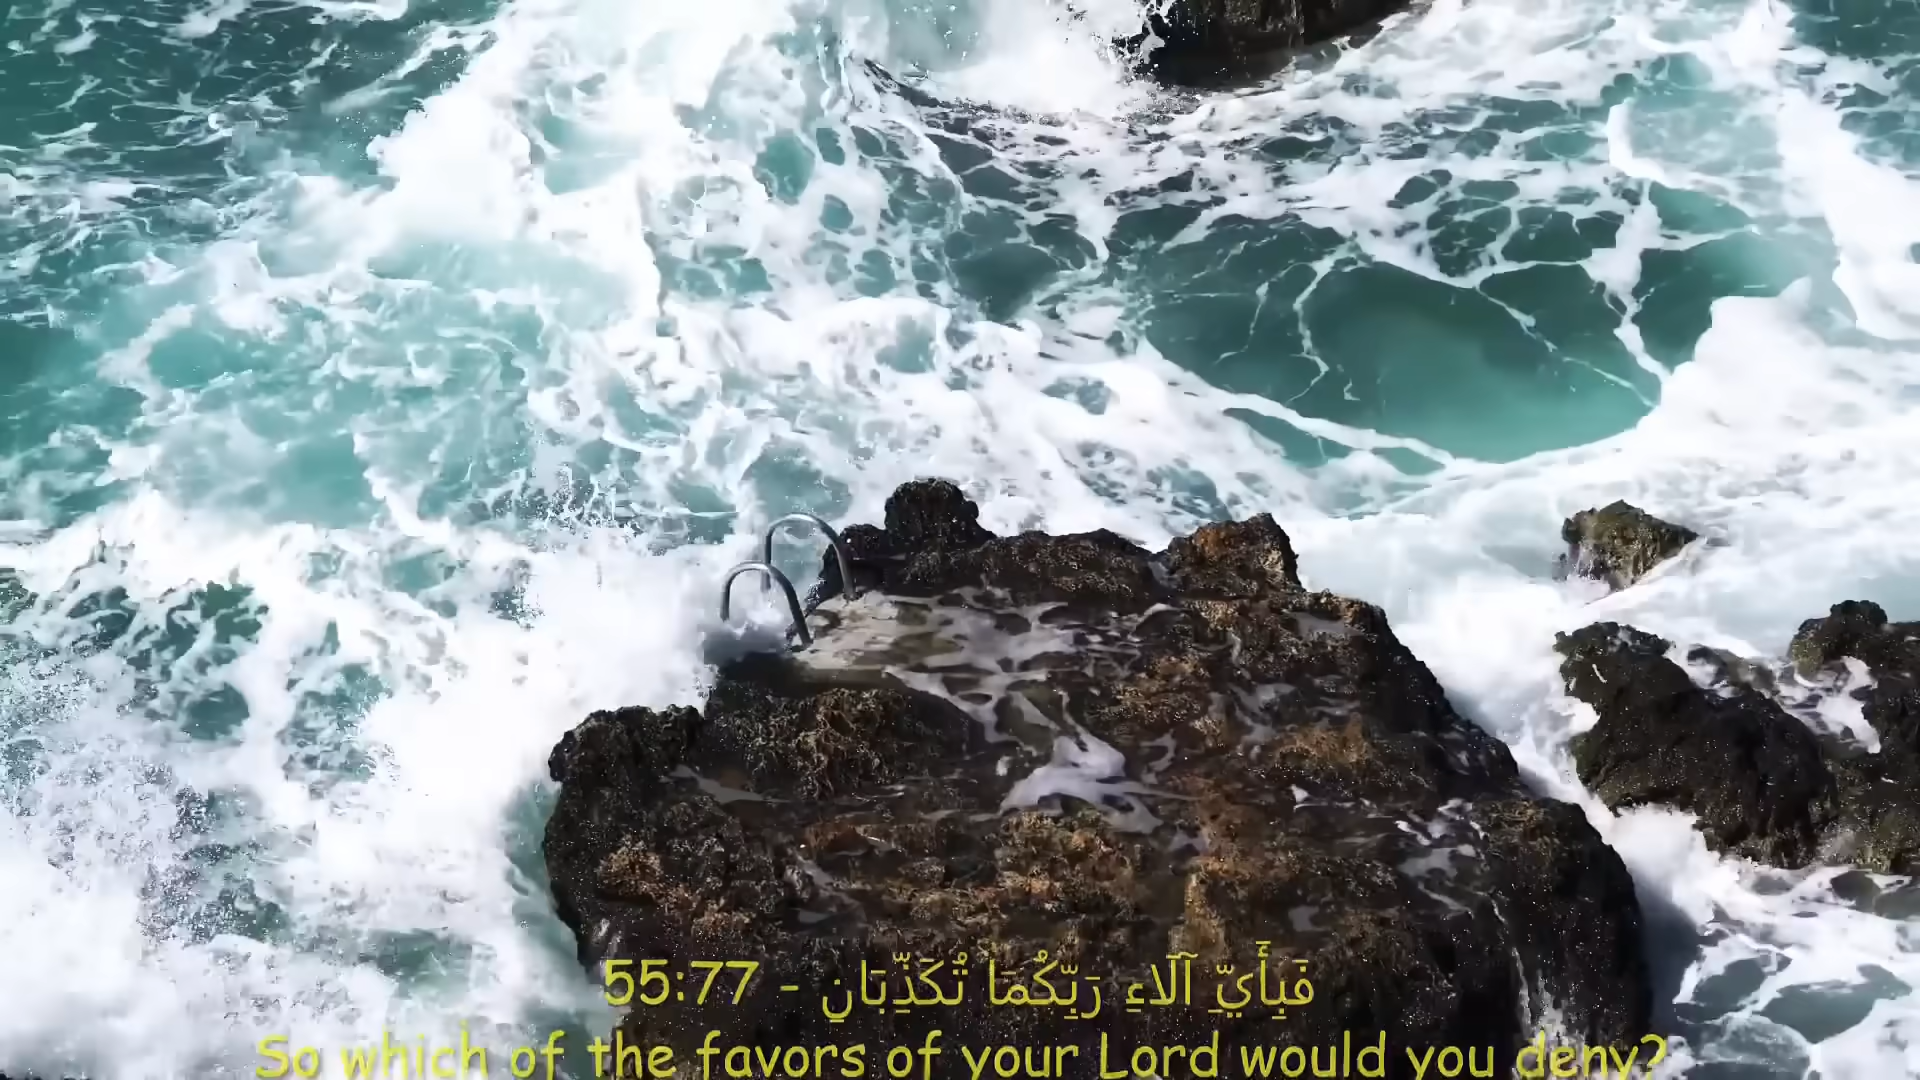 فَبِأَيِّ آلَاءِ رَبِّكُمَا تُكَذِّبَانِ - 55:77
So which of the favors of your Lord would you deny?